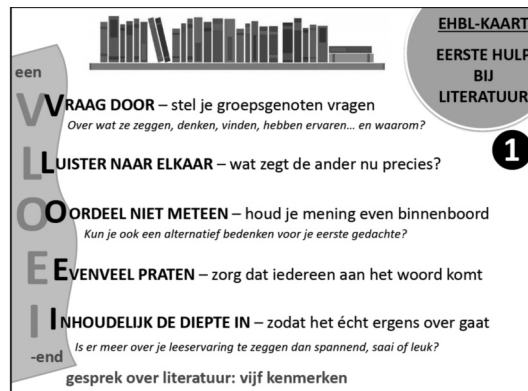 EHBL-KAART
EERSTE HULP
BIJ
LITERATUUR
1
een
VRAAG DOOR – stel je groepsgenoten vragen
Over wat ze zeggen, denken, vinden, hebben ervaren... en waarom?
LUISTER NAAR ELKAAR – wat zegt de ander nu precies?
OORDEEL NIET METEEN – houd je mening even binnenboord
Kun je ook een alternatief bedenken voor je eerste gedachte?
EVENVEEL PRATEN – zorg dat iedereen aan het woord komt
INHOUDELIJK DE DIEPTE IN – zodat het écht ergens over gaat
Is er meer over je leeservaring te zeggen dan spannend, saai of leuk?
V
L
O
E
I
-end
gesprek over literatuur: vijf kenmerken